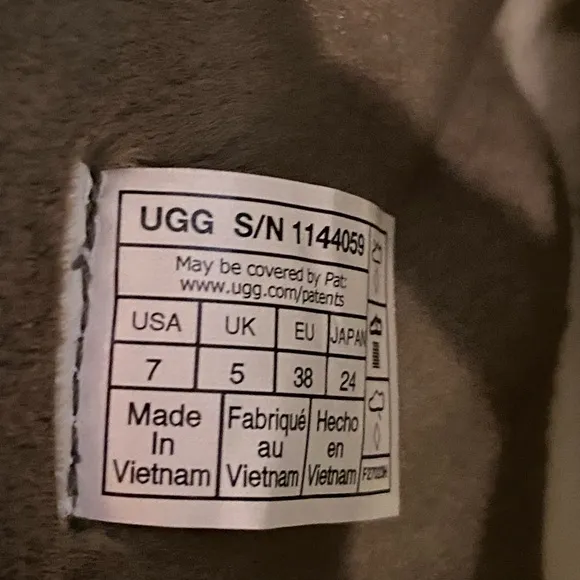 UGG S/N 1144059
May be covered by Pat:
www.ugg.com/patents
USA UK EU JAPAN
7 5 38 24
Made Fabriqué Hecho
In au en
Vietnam Vietnam Vietnam